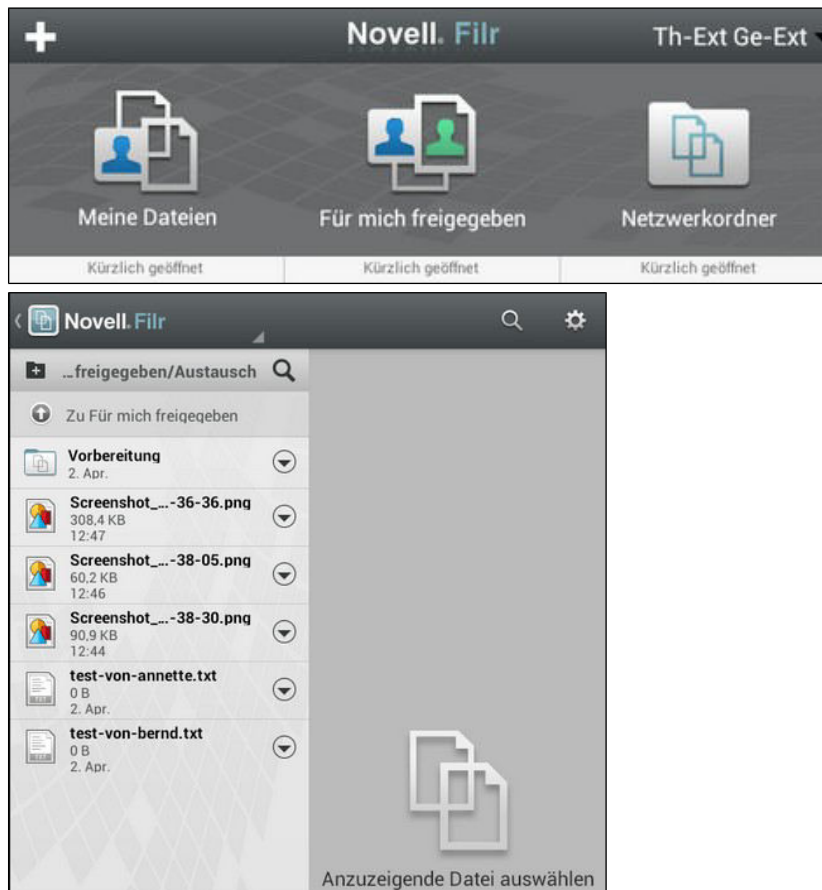 Novell. Filr
Th-Ext Ge-Ext
Meine Dateien
Für mich freigegeben
Netzwerkordner
Kürzlich geöffnet
Kürzlich geöffnet
Kürzlich geöffnet
Novell. Filr
...freigegeben/Austausch
Zu Für mich freigegeben
Vorbereitung
2. Apr.
Screenshot_...-36-36.png
308,4 KB
12:47
Screenshot_...-38-05.png
60,2 KB
12:46
Screenshot_...-38-30.png
90,9 KB
12:44
test-von-annette.txt
0 B
2. Apr.
test-von-bernd.txt
0 B
2. Apr.
Anzuzeigende Datei auswählen